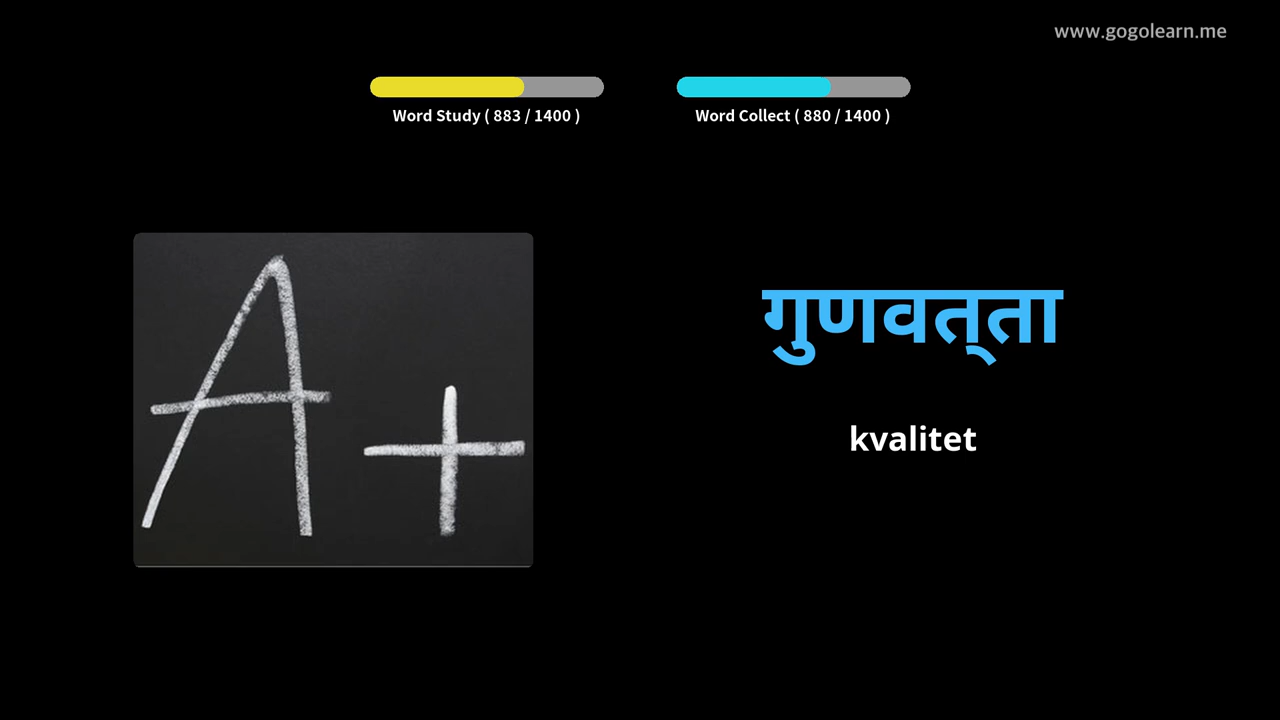 www.gogolearn.me
Word Study ( 883 / 1400 )
Word Collect ( 880 / 1400 )
A+
गुणवत्‌ता
kvalitet